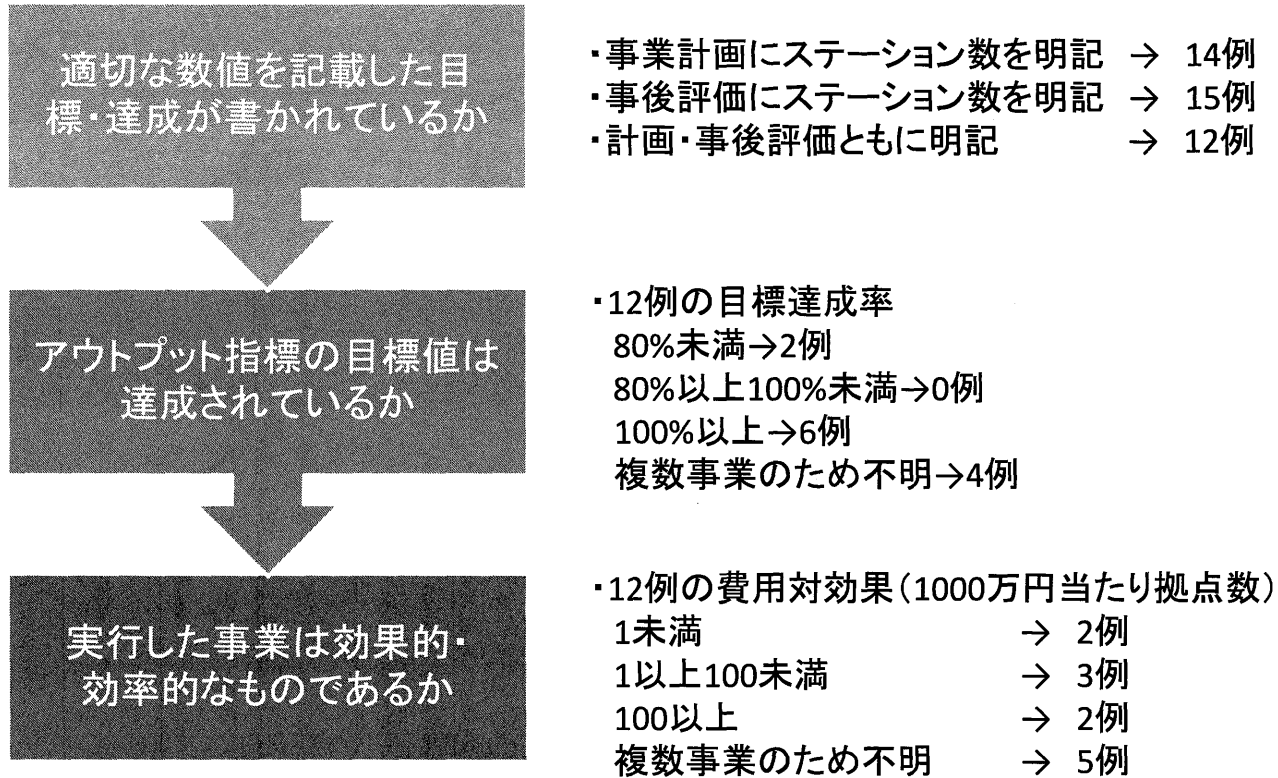 適切な数値を記載した目
標・達成が書かれているか
・事業計画にステーション数を明記 → 14例
・事後評価にステーション数を明記 → 15例
・計画・事後評価ともに明記 → 12例
アウトプット指標の目標値は
達成されているか
・12例の目標達成率
80%未満→2例
80%以上100%未満→0例
100%以上→6例
複数事業のため不明→4例
実行した事業は効果的・
効率的なものであるか
・12例の費用対効果(1000万円当たり拠点数)
1未満 → 2例
1以上100未満 → 3例
100以上 → 2例
複数事業のため不明 → 5例